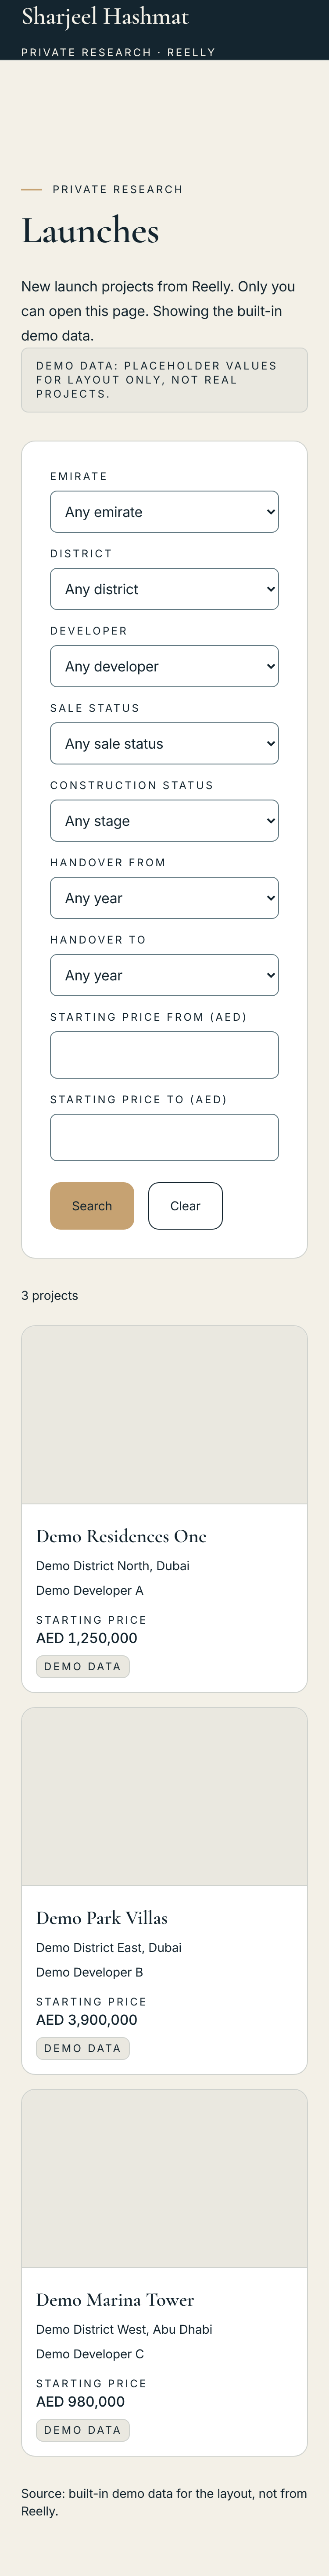 Sharjeel Hashmat
PRIVATE RESEARCH · REELLY
PRIVATE RESEARCH
Launches
New launch projects from Reelly. Only you
can open this page. Showing the built-in
demo data.
DEMO DATA: PLACEHOLDER VALUES
FOR LAYOUT ONLY, NOT REAL
PROJECTS.
EMIRATE
Any emirate
DISTRICT
Any district
DEVELOPER
Any developer
SALE STATUS
Any sale status
CONSTRUCTION STATUS
Any stage
HANDOVER FROM
Any year
HANDOVER TO
Any year
STARTING PRICE FROM (AED)
STARTING PRICE TO (AED)
Search Clear
3 projects
Demo Residences One
Demo District North, Dubai
Demo Developer A
STARTING PRICE
AED 1,250,000
DEMO DATA
Demo Park Villas
Demo District East, Dubai
Demo Developer B
STARTING PRICE
AED 3,900,000
DEMO DATA
Demo Marina Tower
Demo District West, Abu Dhabi
Demo Developer C
STARTING PRICE
AED 980,000
DEMO DATA
Source: built-in demo data for the layout, not from
Reelly.